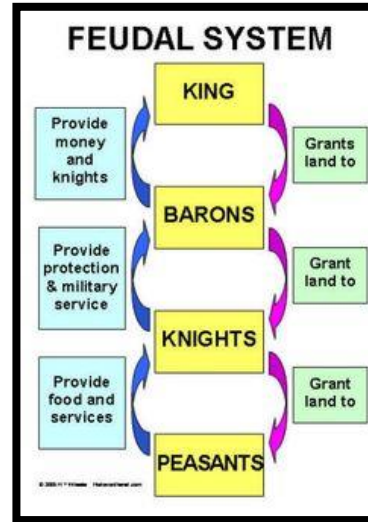 FEUDAL SYSTEM
KING
Provide
money
and
knights
Grants
land to
BARONS
Provide
protection
& military
service
Grant
land to
KNIGHTS
Provide
food and
services
Grant
land to
PEASANTS